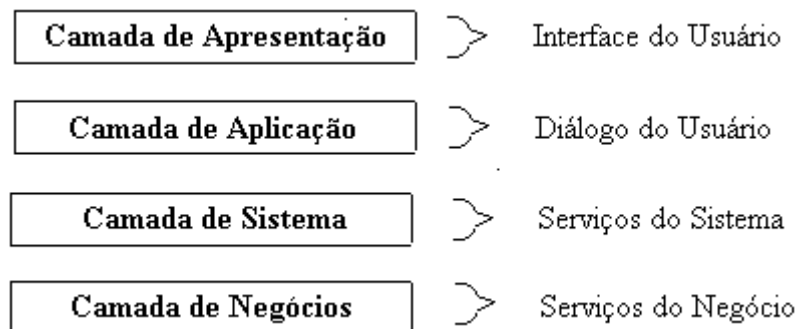 Camada de Apresentação Interface do Usuário
Camada de Aplicação Diálogo do Usuário
Camada de Sistema Serviços do Sistema
Camada de Negócios Serviços do Negócio